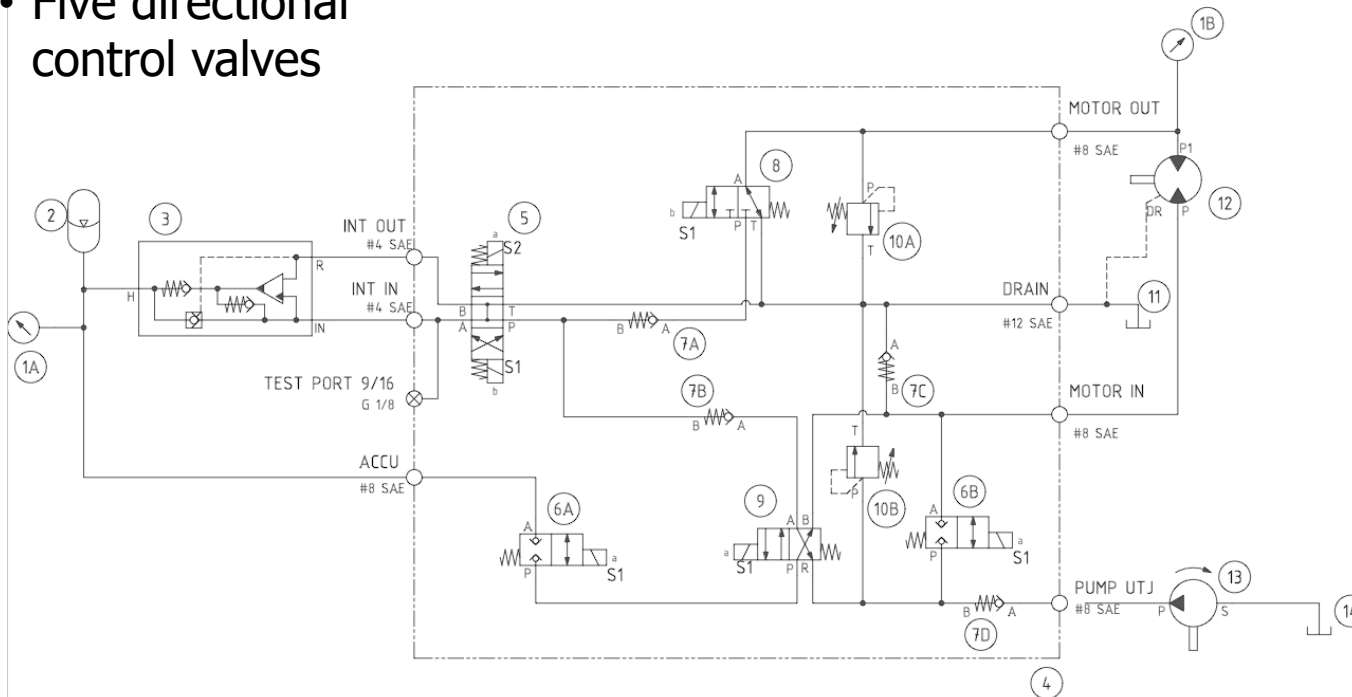 • Five directional
control valves
1B
MOTOR OUT
#8 SAE
P1
8
A
b
S1
P T
T T
P
T
10A
DR
P
12
2
3
INT OUT
#4 SAE
5
a
S2
R
H
INT IN
#4 SAE
IN
B
T
A
P
DRAIN
#12 SAE
11
1A
B
A
7A
S1
b
TEST PORT 9/16
G 1/8
7B
B
A
A
B
7C
MOTOR IN
#8 SAE
ACCU
#8 SAE
T
P
10B
6A
A
P
a
S1
9
A B
a
S1
P R
6B
A
P
a
S1
PUMP UTJ
#8 SAE
13
P
S
14
B
A
7D
4